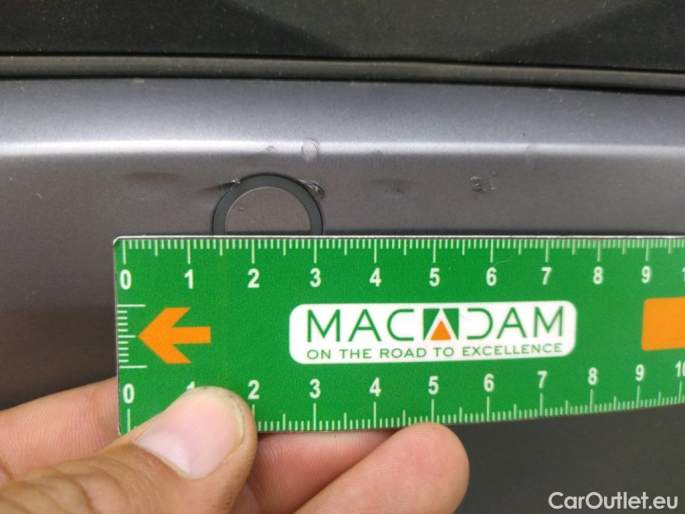 0 1 2 3 4 5 6 7 8 9
MACADAM
ON THE ROAD TO EXCELLENCE
0 1 2 3 4 5 6 7 8 9 10
CarOutlet.eu